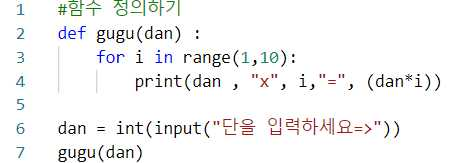 1 #함수 정의하기
2 def gugu(dan) :
3     for i in range(1,10):
4         print(dan , "x", i,"=", (dan*i))
5
6 dan = int(input("단을 입력하세요=>"))
7 gugu(dan)